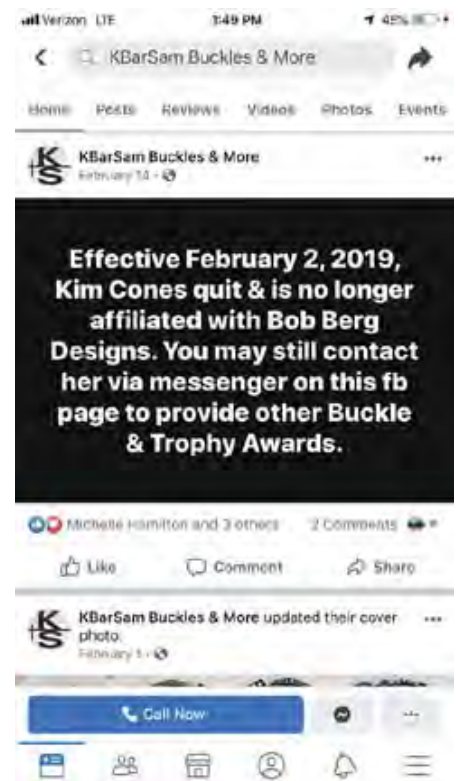 Verizon LTE 1:49 PM 45%
KBarSam Buckles & More
Home Posts Reviews Videos Photos Events
KBarSam Buckles & More
February 14
Effective February 2, 2019,
Kim Cones quit & is no longer
affiliated with Bob Berg
Designs. You may still contact
her via messenger on this fb
page to provide other Buckle
& Trophy Awards.
Michelle Hamilton and 3 others 2 Comments
Like Comment Share
KBarSam Buckles & More updated their cover
photo.
February
Call Now